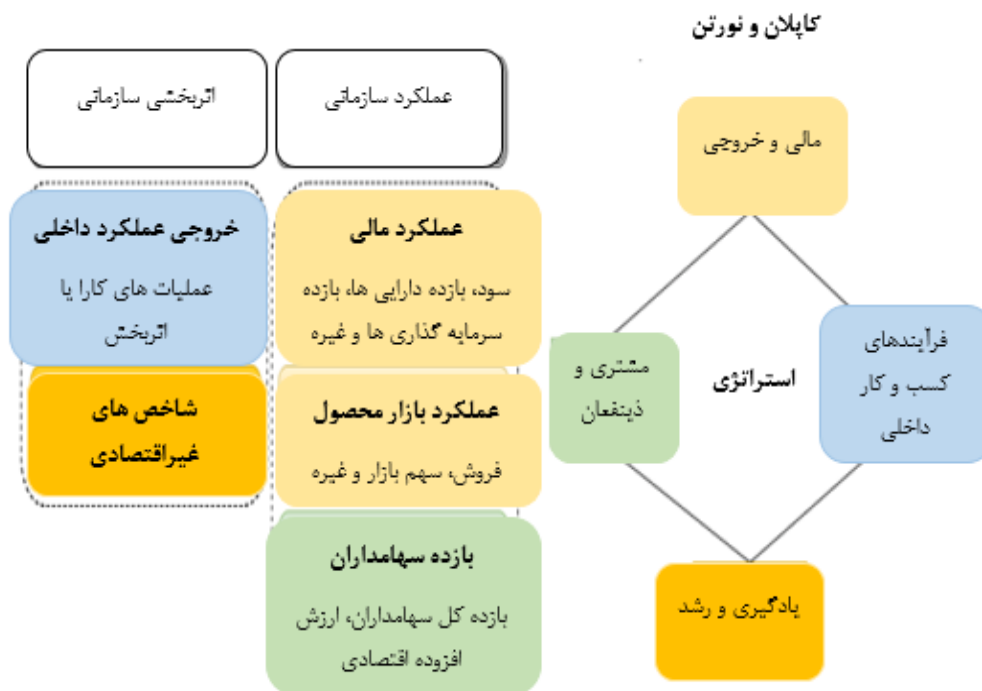 کاپلان و نورتن
مالی و خروجی
فرآیندهای
کسب و کار
داخلی
استراتژی
مشتری و
ذینفعان
یادگیری و رشد
عملکرد سازمانی
عملکرد مالی
سود، بازده دارایی ها، بازده
سرمایه گذاری ها و غیره
عملکرد بازار محصول
فروش، سهم بازار و غیره
بازده سهامداران
بازده کل سهامداران، ارزش
افزوده اقتصادی
اثربخشی سازمانی
خروجی عملکرد داخلی
عملیات های کارا یا
اثربخش
شاخص های
غیراقتصادی